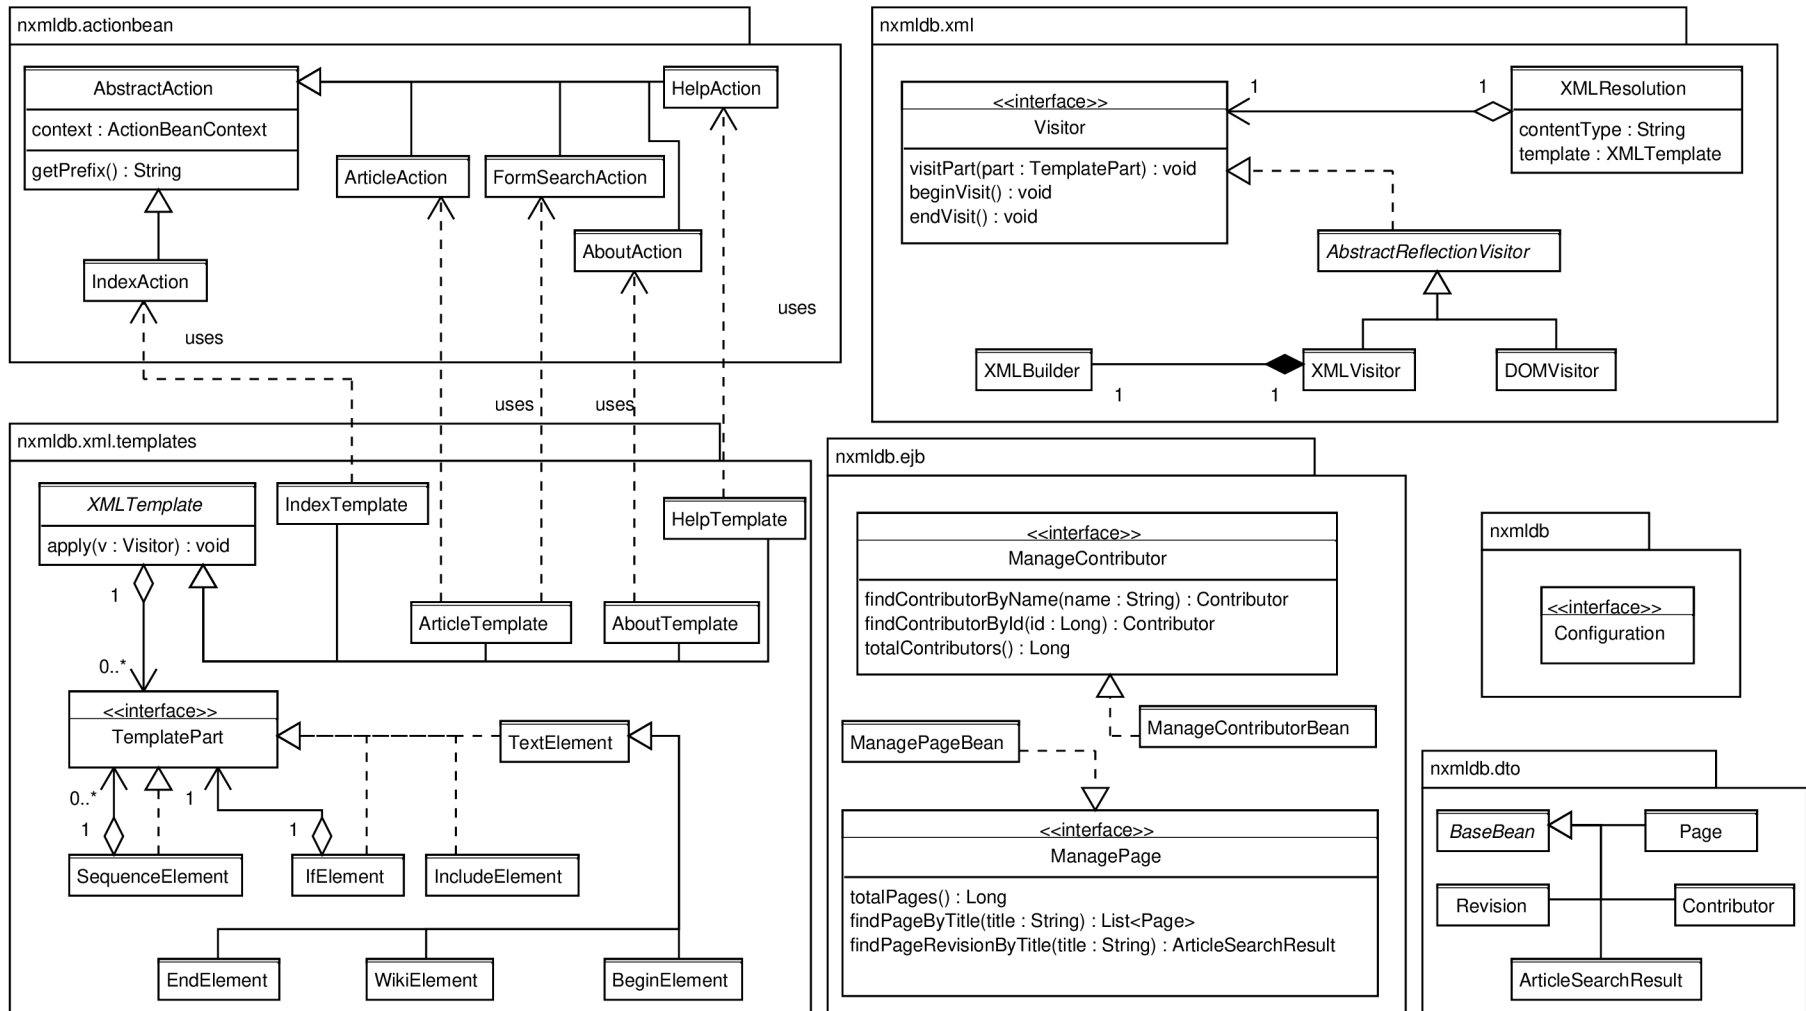 nxmldb.actionbean
AbstractAction
context : ActionBeanContext
getPrefix() : String
HelpAction
ArticleAction
FormSearchAction
AboutAction
IndexAction
uses
uses
uses
uses
nxmldb.xml
<<interface>>
Visitor
visitPart(part : TemplatePart) : void
beginVisit() : void
endVisit() : void
1
1
XMLResolution
contentType : String
template : XMLTemplate
AbstractReflectionVisitor
XMLBuilder
1
1
XMLVisitor
DOMVisitor
nxmldb.xml.templates
XMLTemplate
apply(v : Visitor) : void
IndexTemplate
HelpTemplate
ArticleTemplate
AboutTemplate
1
0..*
<<interface>>
TemplatePart
TextElement
0..*
1
1
1
SequenceElement
IfElement
IncludeElement
EndElement
WikiElement
BeginElement
nxmldb.ejb
<<interface>>
ManageContributor
findContributorByName(name : String) : Contributor
findContributorById(id : Long) : Contributor
totalContributors() : Long
ManagePageBean
ManageContributorBean
<<interface>>
ManagePage
totalPages() : Long
findPageByTitle(title : String) : List<Page>
findPageRevisionByTitle(title : String) : ArticleSearchResult
nxmldb
<<interface>>
Configuration
nxmldb.dto
BaseBean
Page
Revision
Contributor
ArticleSearchResult